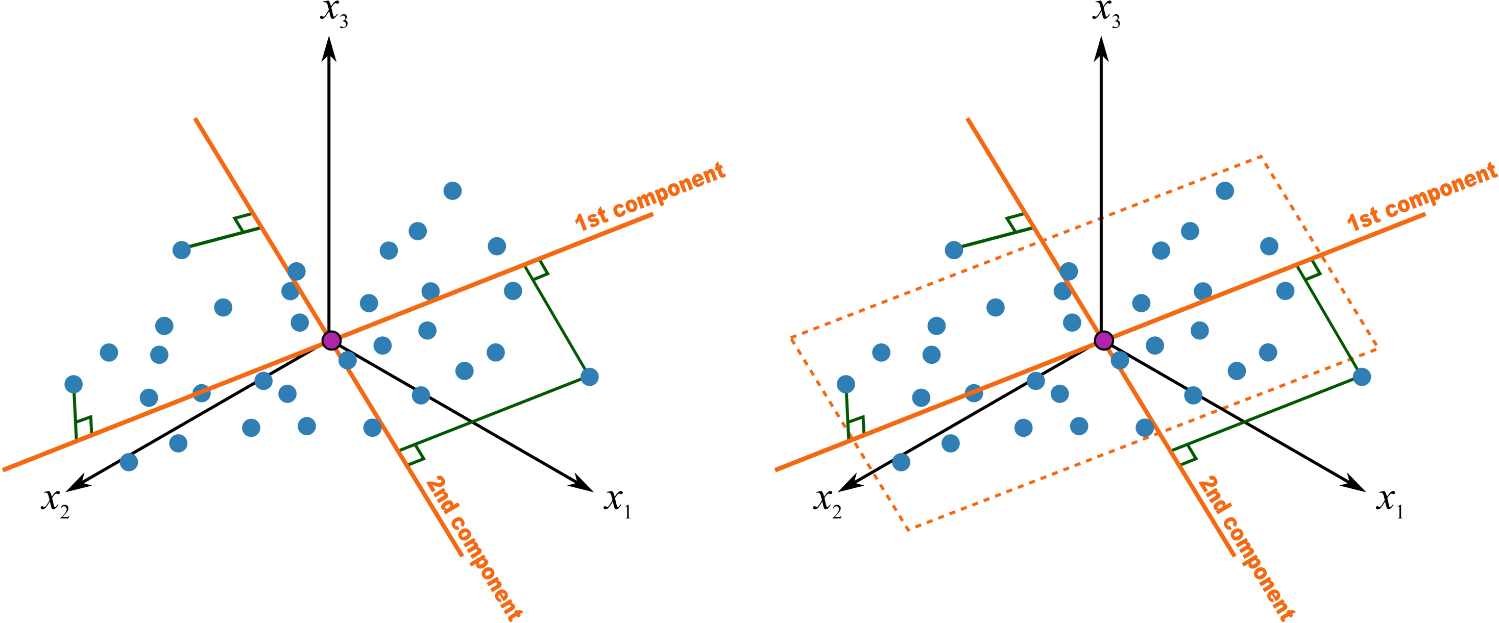 x3
1st component
x2
x1
2nd component
x3
1st component
x2
x1
2nd component